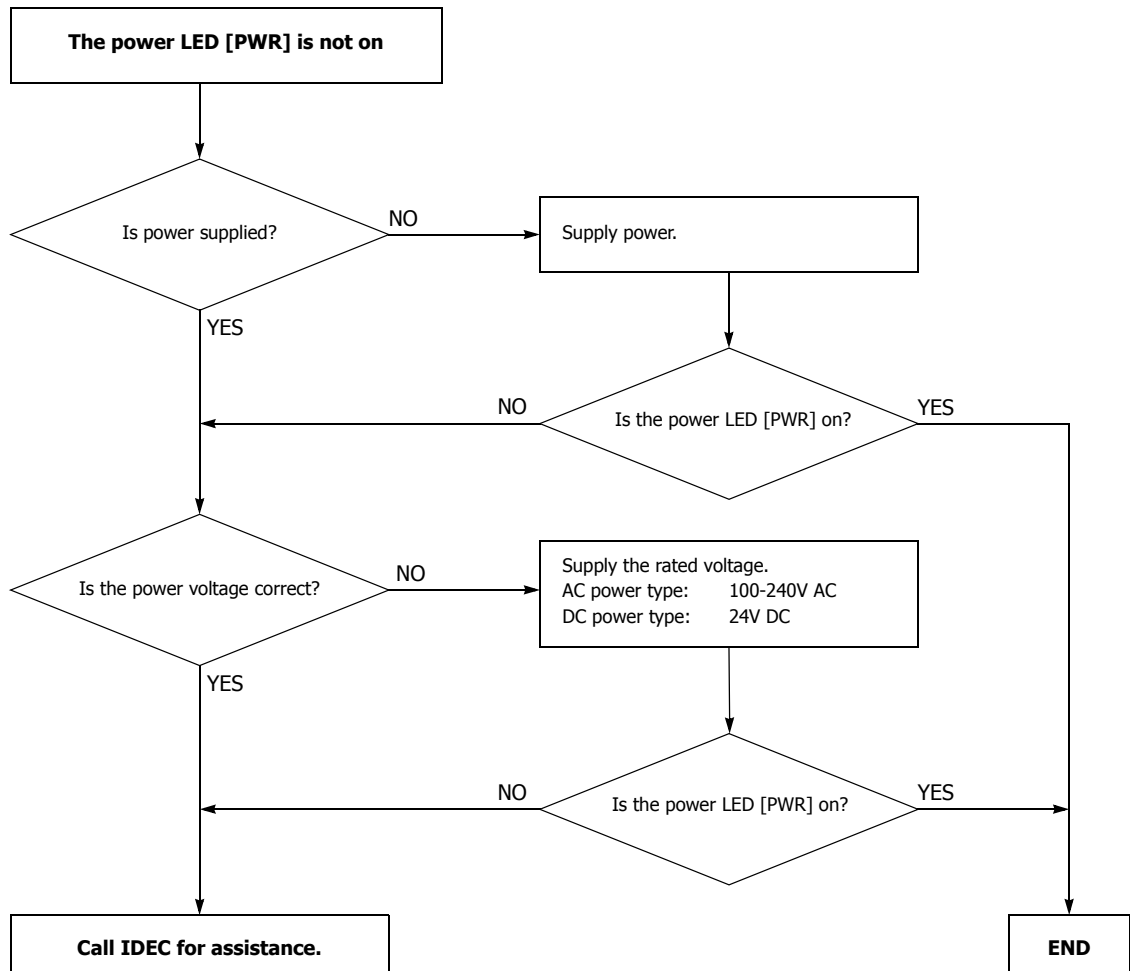 The power LED [PWR] is not on
Is power supplied?
NO
Supply power.
YES
NO
Is the power LED [PWR] on?
YES
Is the power voltage correct?
NO
Supply the rated voltage.
AC power type: 100-240V AC
DC power type: 24V DC
YES
NO
Is the power LED [PWR] on?
YES
Call IDEC for assistance.
END